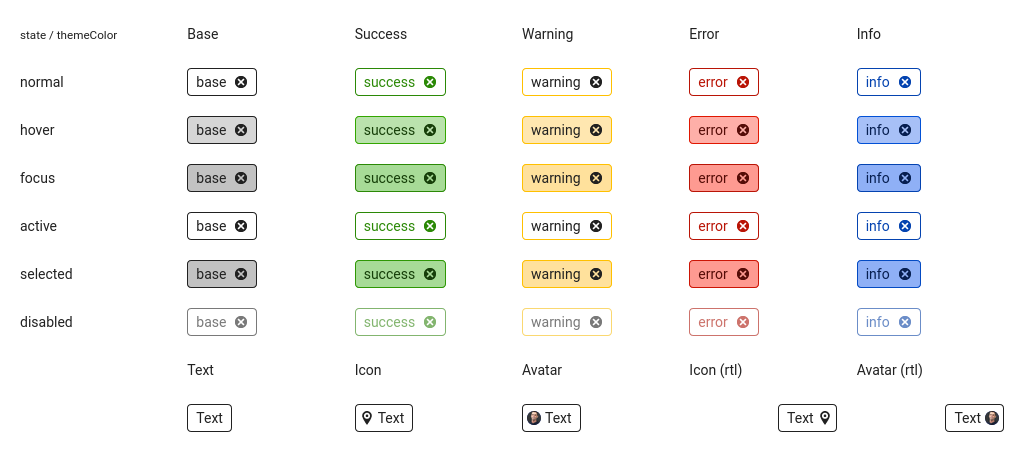 state / themeColor Base Success Warning Error Info
normal base success warning error info
hover base success warning error info
focus base success warning error info
active base success warning error info
selected base success warning error info
disabled base success warning error info
Text Icon Avatar Icon (rtl) Avatar (rtl)
Text Text Text Text Text